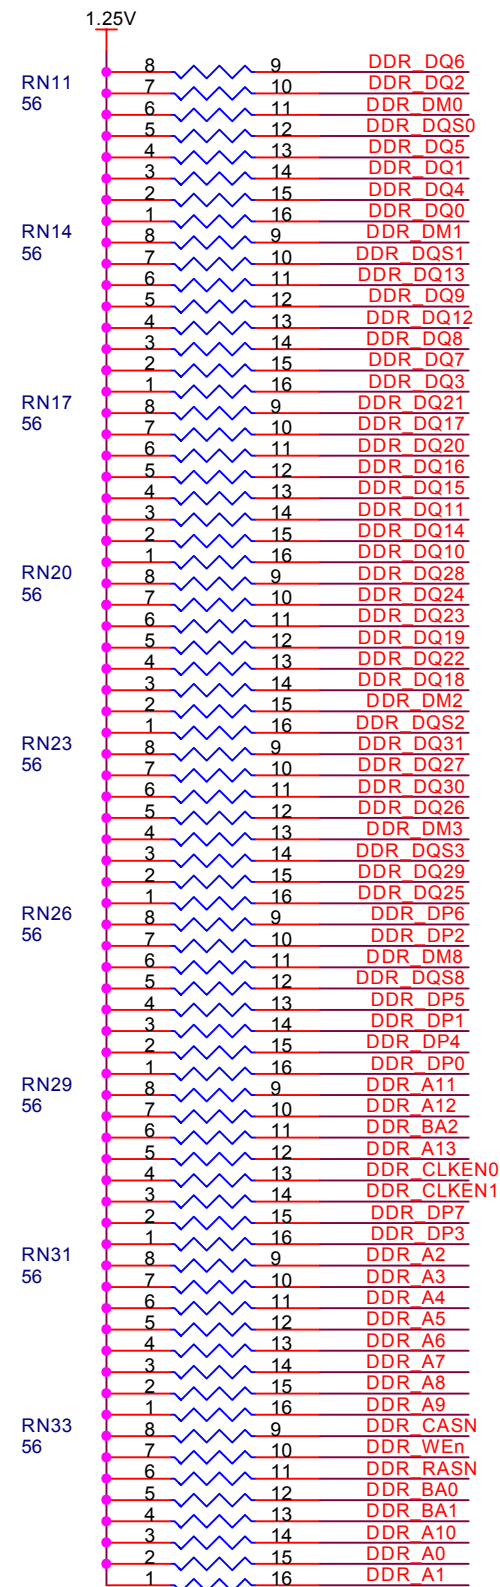 1.25V
8 9 DDR_DQ6
RN11 7 10 DDR_DQ2
56 6 11 DDR_DM0
5 12 DDR_DQS0
4 13 DDR_DQ5
3 14 DDR_DQ1
2 15 DDR_DQ4
1 16 DDR_DQ0
RN14 8 9 DDR_DM1
56 7 10 DDR_DQS1
6 11 DDR_DQ13
5 12 DDR_DQ9
4 13 DDR_DQ12
3 14 DDR_DQ8
2 15 DDR_DQ7
1 16 DDR_DQ3
RN17 8 9 DDR_DQ21
56 7 10 DDR_DQ17
6 11 DDR_DQ20
5 12 DDR_DQ16
4 13 DDR_DQ15
3 14 DDR_DQ11
2 15 DDR_DQ14
1 16 DDR_DQ10
RN20 8 9 DDR_DQ28
56 7 10 DDR_DQ24
6 11 DDR_DQ23
5 12 DDR_DQ19
4 13 DDR_DQ22
3 14 DDR_DQ18
2 15 DDR_DM2
1 16 DDR_DQS2
RN23 8 9 DDR_DQ31
56 7 10 DDR_DQ27
6 11 DDR_DQ30
5 12 DDR_DQ26
4 13 DDR_DM3
3 14 DDR_DQS3
2 15 DDR_DQ29
1 16 DDR_DQ25
RN26 8 9 DDR_DP6
56 7 10 DDR_DP2
6 11 DDR_DM8
5 12 DDR_DQS8
4 13 DDR_DP5
3 14 DDR_DP1
2 15 DDR_DP4
1 16 DDR_DP0
RN29 8 9 DDR_A11
56 7 10 DDR_A12
6 11 DDR_BA2
5 12 DDR_A13
4 13 DDR_CLKEN0
3 14 DDR_CLKEN1
2 15 DDR_DP7
1 16 DDR_DP3
RN31 8 9 DDR_A2
56 7 10 DDR_A3
6 11 DDR_A4
5 12 DDR_A5
4 13 DDR_A6
3 14 DDR_A7
2 15 DDR_A8
1 16 DDR_A9
RN33 8 9 DDR_CASN
56 7 10 DDR_WEn
6 11 DDR_RASN
5 12 DDR_BA0
4 13 DDR_BA1
3 14 DDR_A10
2 15 DDR_A0
1 16 DDR_A1